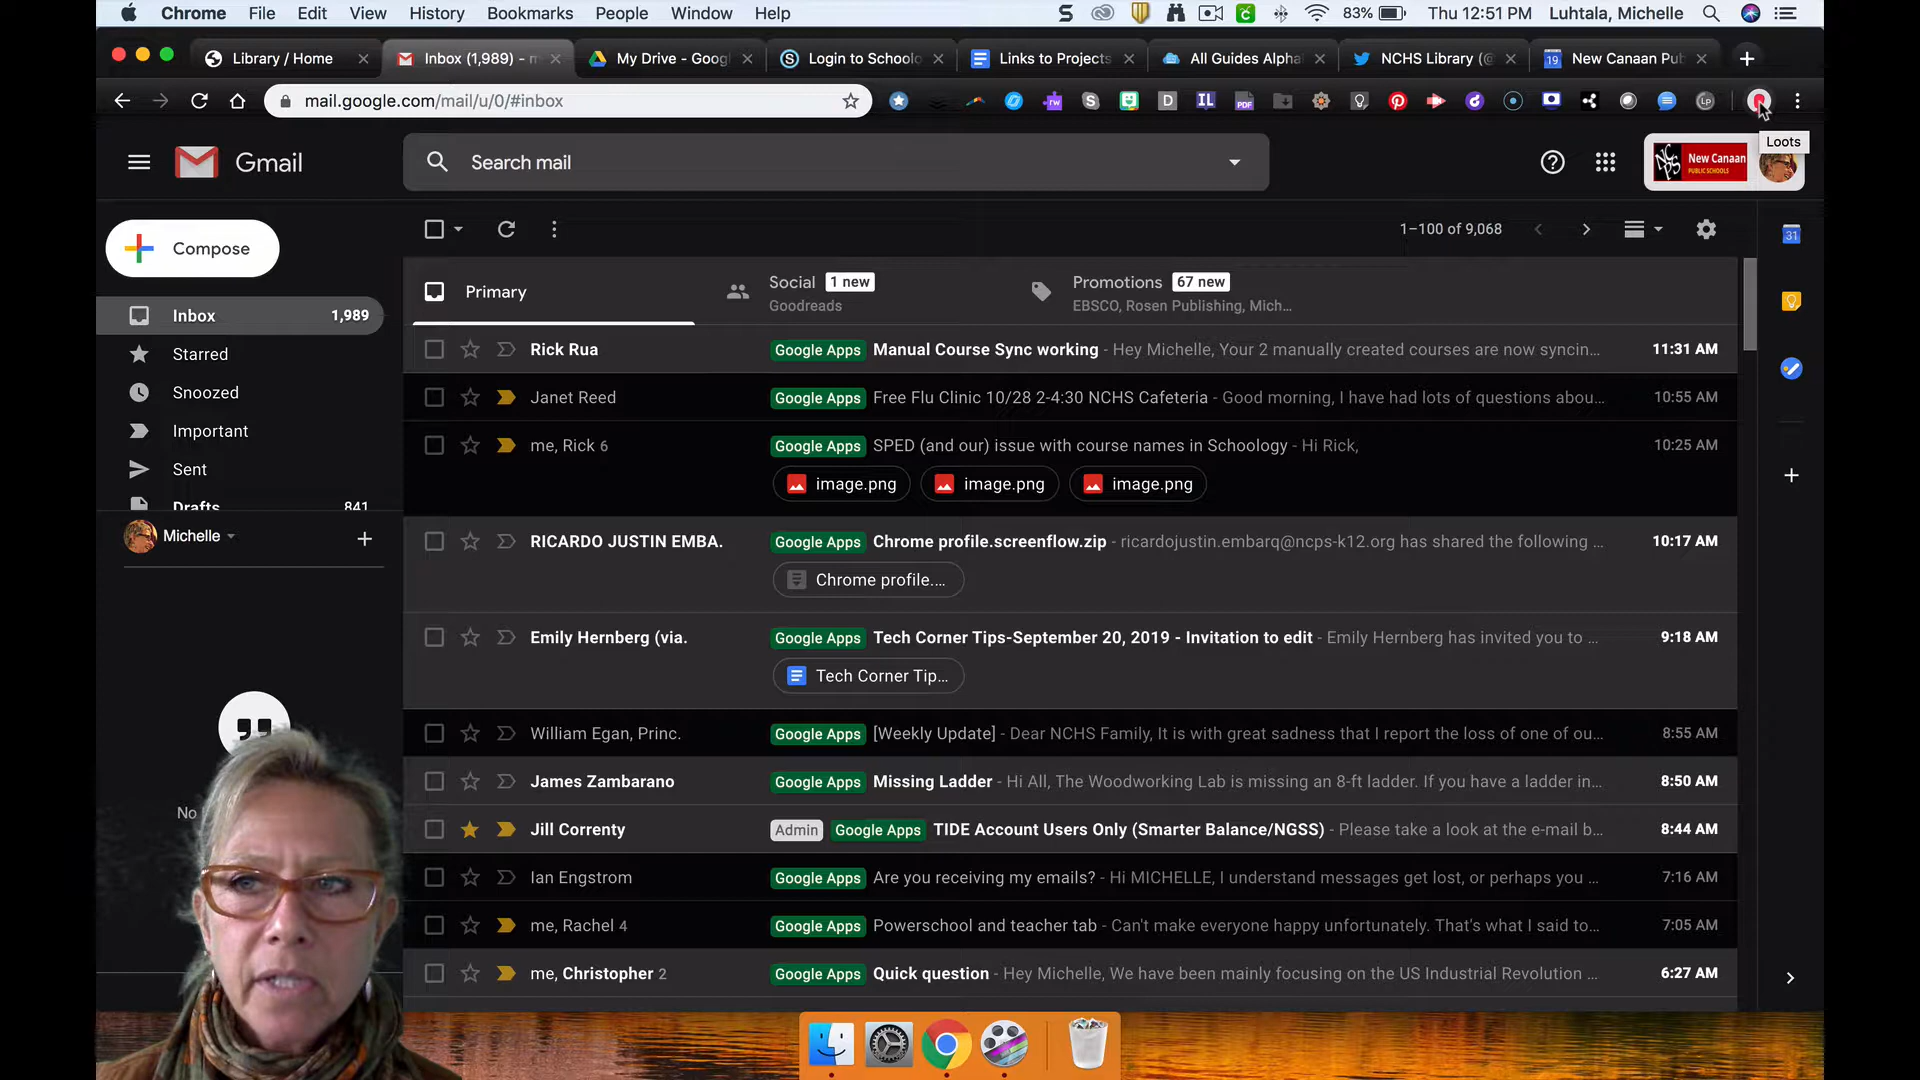 Chrome File Edit View History Bookmarks People Window Help 83% Thu 12:51 PM Luhtala, Michelle
Library / Home Inbox (1,989) - m My Drive - Goog Login to Schoolo Links to Projects All Guides Alpha NCHS Library (@ 19 New Canaan Pu
mail.google.com/mail/u/0/#inbox rw S D IL PDF LP
Loots
Gmail Search mail NCPS New Canaan PUBLIC SCHOOLS
Compose 1–100 of 9,068 31
Primary Social 1 new Promotions 67 new
Goodreads EBSCO, Rosen Publishing, Mich...
Inbox 1,989
Starred
Snoozed
Important
Sent
Drafts 841
Michelle
No
Rick Rua Google Apps Manual Course Sync working - Hey Michelle, Your 2 manually created courses are now syncin... 11:31 AM
Janet Reed Google Apps Free Flu Clinic 10/28 2-4:30 NCHS Cafeteria - Good morning, I have had lots of questions abou... 10:55 AM
me, Rick 6 Google Apps SPED (and our) issue with course names in Schoology - Hi Rick, 10:25 AM
image.png image.png image.png
RICARDO JUSTIN EMBA. Google Apps Chrome profile.screenflow.zip - ricardojustin.embarq@ncps-k12.org has shared the following ... 10:17 AM
Chrome profile....
Emily Hernberg (via. Google Apps Tech Corner Tips-September 20, 2019 - Invitation to edit - Emily Hernberg has invited you to ... 9:18 AM
Tech Corner Tip...
William Egan, Princ. Google Apps [Weekly Update] - Dear NCHS Family, It is with great sadness that I report the loss of one of ou... 8:55 AM
James Zambarano Google Apps Missing Ladder - Hi All, The Woodworking Lab is missing an 8-ft ladder. If you have a ladder in... 8:50 AM
Jill Correnty Admin Google Apps TIDE Account Users Only (Smarter Balance/NGSS) - Please take a look at the e-mail b... 8:44 AM
Ian Engstrom Google Apps Are you receiving my emails? - Hi MICHELLE, I understand messages get lost, or perhaps you ... 7:16 AM
me, Rachel 4 Google Apps Powerschool and teacher tab - Can't make everyone happy unfortunately. That's what I said to... 7:05 AM
me, Christopher 2 Google Apps Quick question - Hey Michelle, We have been mainly focusing on the US Industrial Revolution ... 6:27 AM